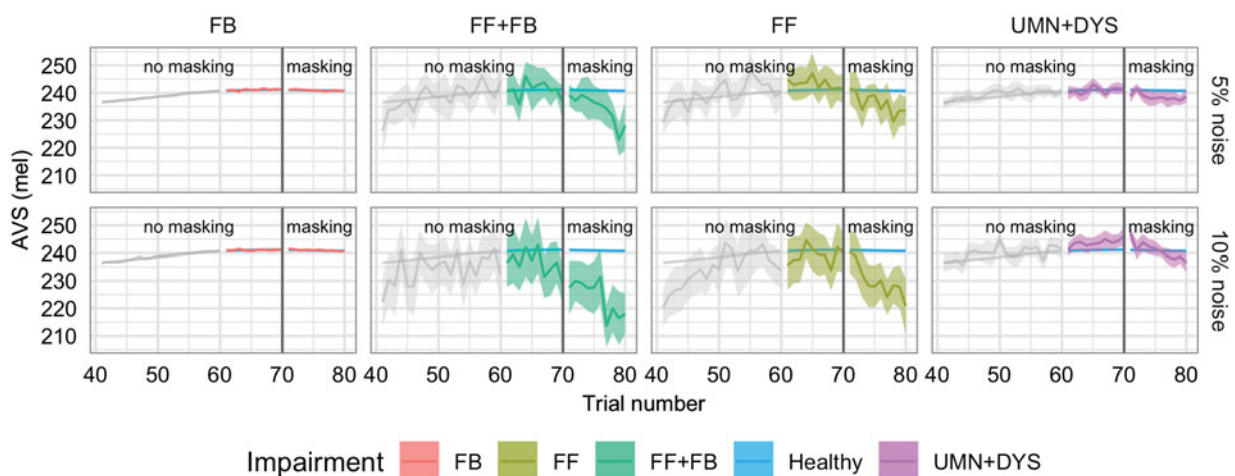 FB FF+FB FF UMN+DYS
no masking masking no masking masking no masking masking no masking masking
250
240
230
220
210
5% noise
AVS (mel)
no masking masking no masking masking no masking masking no masking masking
250
240
230
220
210
10% noise
40 50 60 70 80 40 50 60 70 80 40 50 60 70 80 40 50 60 70 80
Trial number
Impairment FB FF FF+FB Healthy UMN+DYS